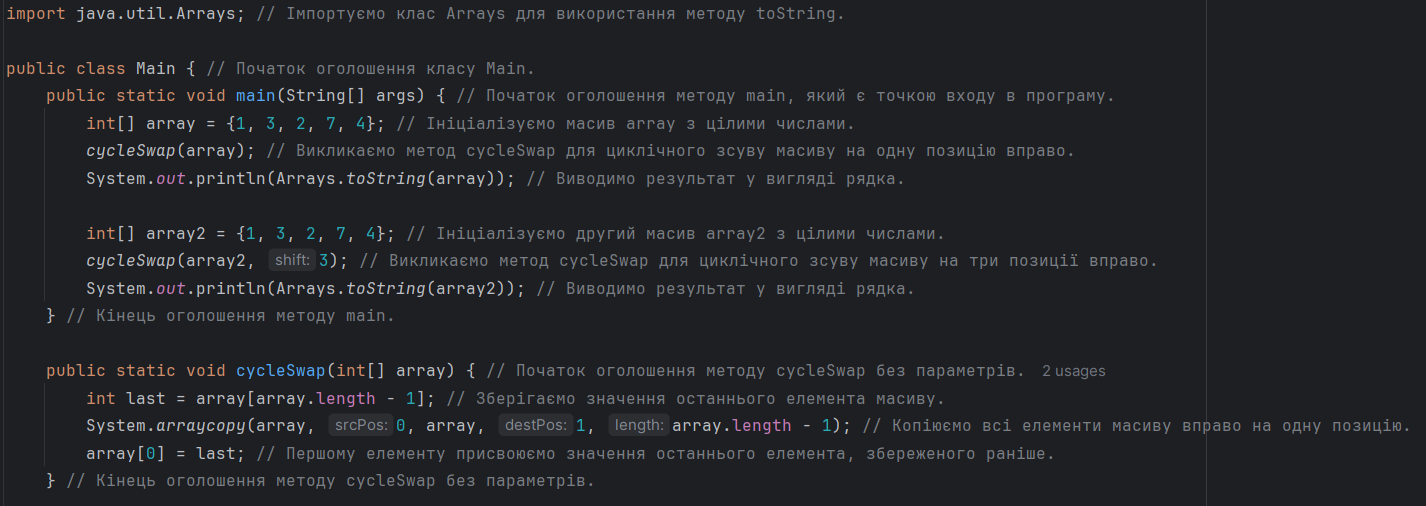 import java.util.Arrays; // Імпортуємо клас Arrays для використання методу toString.
public class Main { // Початок оголошення класу Main.
public static void main(String[] args) { // Початок оголошення методу main, який є точкою входу в програму.
int[] array = {1, 3, 2, 7, 4}; // Ініціалізуємо масив array з цілими числами.
cycleSwap(array); // Викликаємо метод cycleSwap для циклічного зсуву масиву на одну позицію вправо.
System.out.println(Arrays.toString(array)); // Виводимо результат у вигляді рядка.
int[] array2 = {1, 3, 2, 7, 4}; // Ініціалізуємо другий масив array2 з цілими числами.
cycleSwap(array2, shift: 3); // Викликаємо метод cycleSwap для циклічного зсуву масиву на три позиції вправо.
System.out.println(Arrays.toString(array2)); // Виводимо результат у вигляді рядка.
} // Кінець оголошення методу main.
public static void cycleSwap(int[] array) { // Початок оголошення методу cycleSwap без параметрів. 2 usages
int last = array[array.length - 1]; // Зберігаємо значення останнього елемента масиву.
System.arraycopy(array, srcPos: 0, array, destPos: 1, length: array.length - 1); // Копіюємо всі елементи масиву вправо на одну позицію.
array[0] = last; // Першому елементу присвоюємо значення останнього елемента, збереженого раніше.
} // Кінець оголошення методу cycleSwap без параметрів.